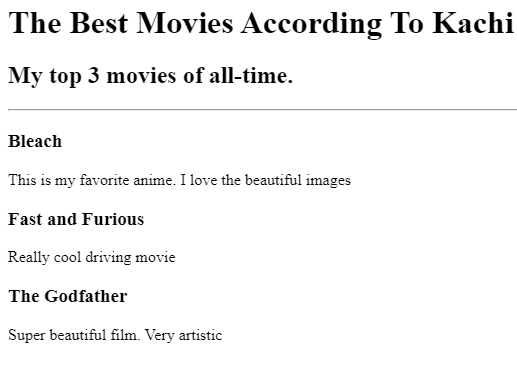 The Best Movies According To Kachi
My top 3 movies of all-time.
Bleach
This is my favorite anime. I love the beautiful images
Fast and Furious
Really cool driving movie
The Godfather
Super beautiful film. Very artistic